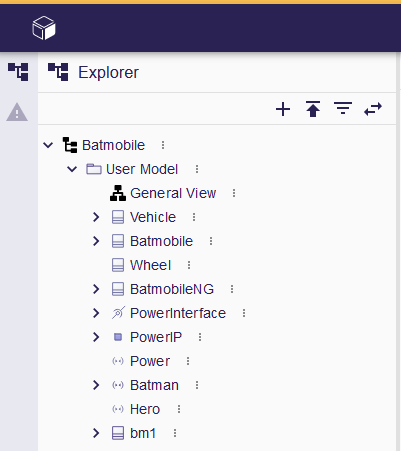 Explorer
Batmobile
User Model
General View
Vehicle
Batmobile
Wheel
BatmobileNG
PowerInterface
PowerIP
Power
Batman
Hero
bm1